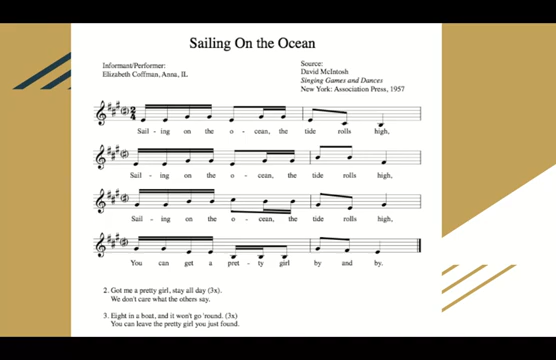 Sailing On the Ocean
Informant/Performer:
Elizabeth Coffman, Anna, IL
Source:
David McIntosh
Singing Games and Dances
New York: Association Press, 1957
2
4
Sail - ing on the o - cean, the tide rolls high,
Sail - ing on the o - cean, the tide rolls high,
Sail - ing on the o - cean, the tide rolls high,
You can get a pret - ty girl by and by.
2. Got me a pretty girl, stay all day (3x).
We don't care what the others say.
3. Eight in a boat, and it won't go 'round. (3x)
You can leave the pretty girl you just found.